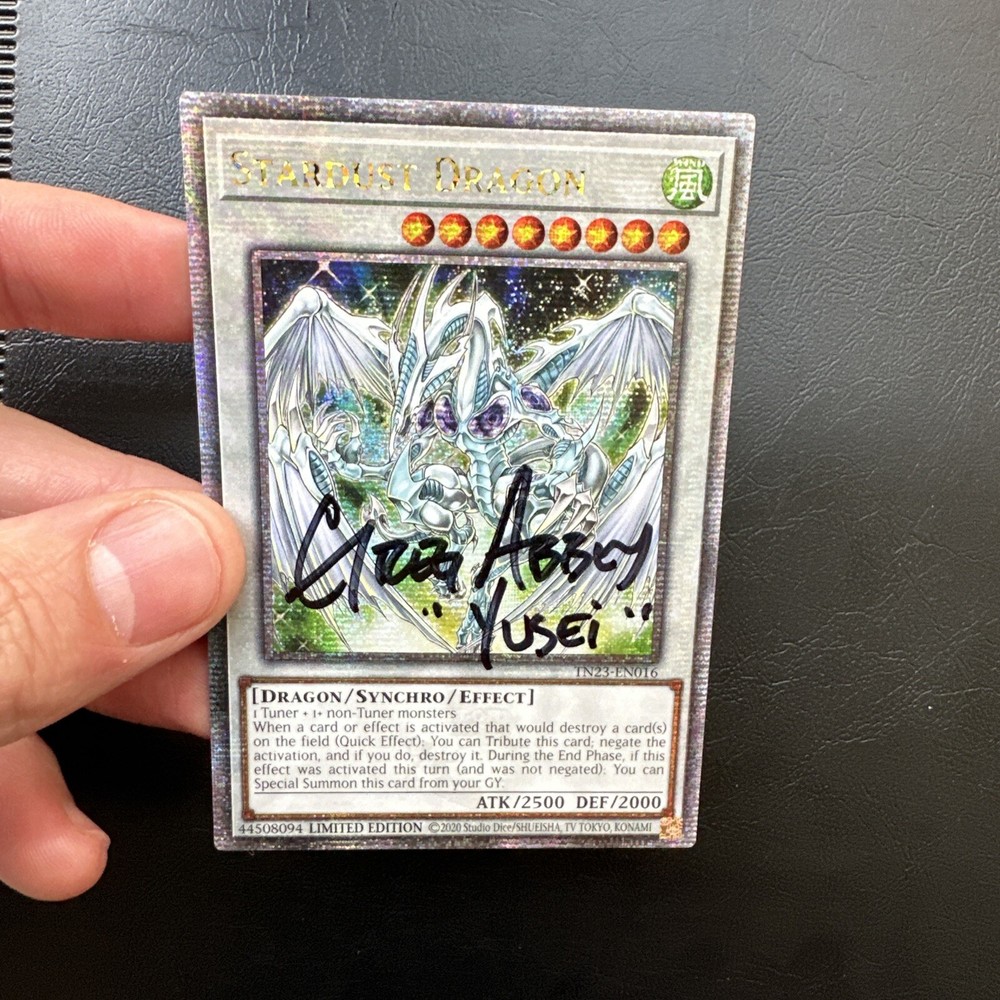 STARDUST DRAGON
WIND
風
GREG ABBEY
"YUSEI"
TN23-EN016
[DRAGON/SYNCHRO/EFFECT]
1 Tuner + 1+ non-Tuner monsters
When a card or effect is activated that would destroy a card(s)
on the field (Quick Effect): You can Tribute this card; negate the
activation, and if you do, destroy it. During the End Phase, if this
effect was activated this turn (and was not negated): You can
Special Summon this card from your GY.
ATK/2500 DEF/2000
44508094 LIMITED EDITION ©2020 Studio Dice/SHUEISHA, TV TOKYO, KONAMI